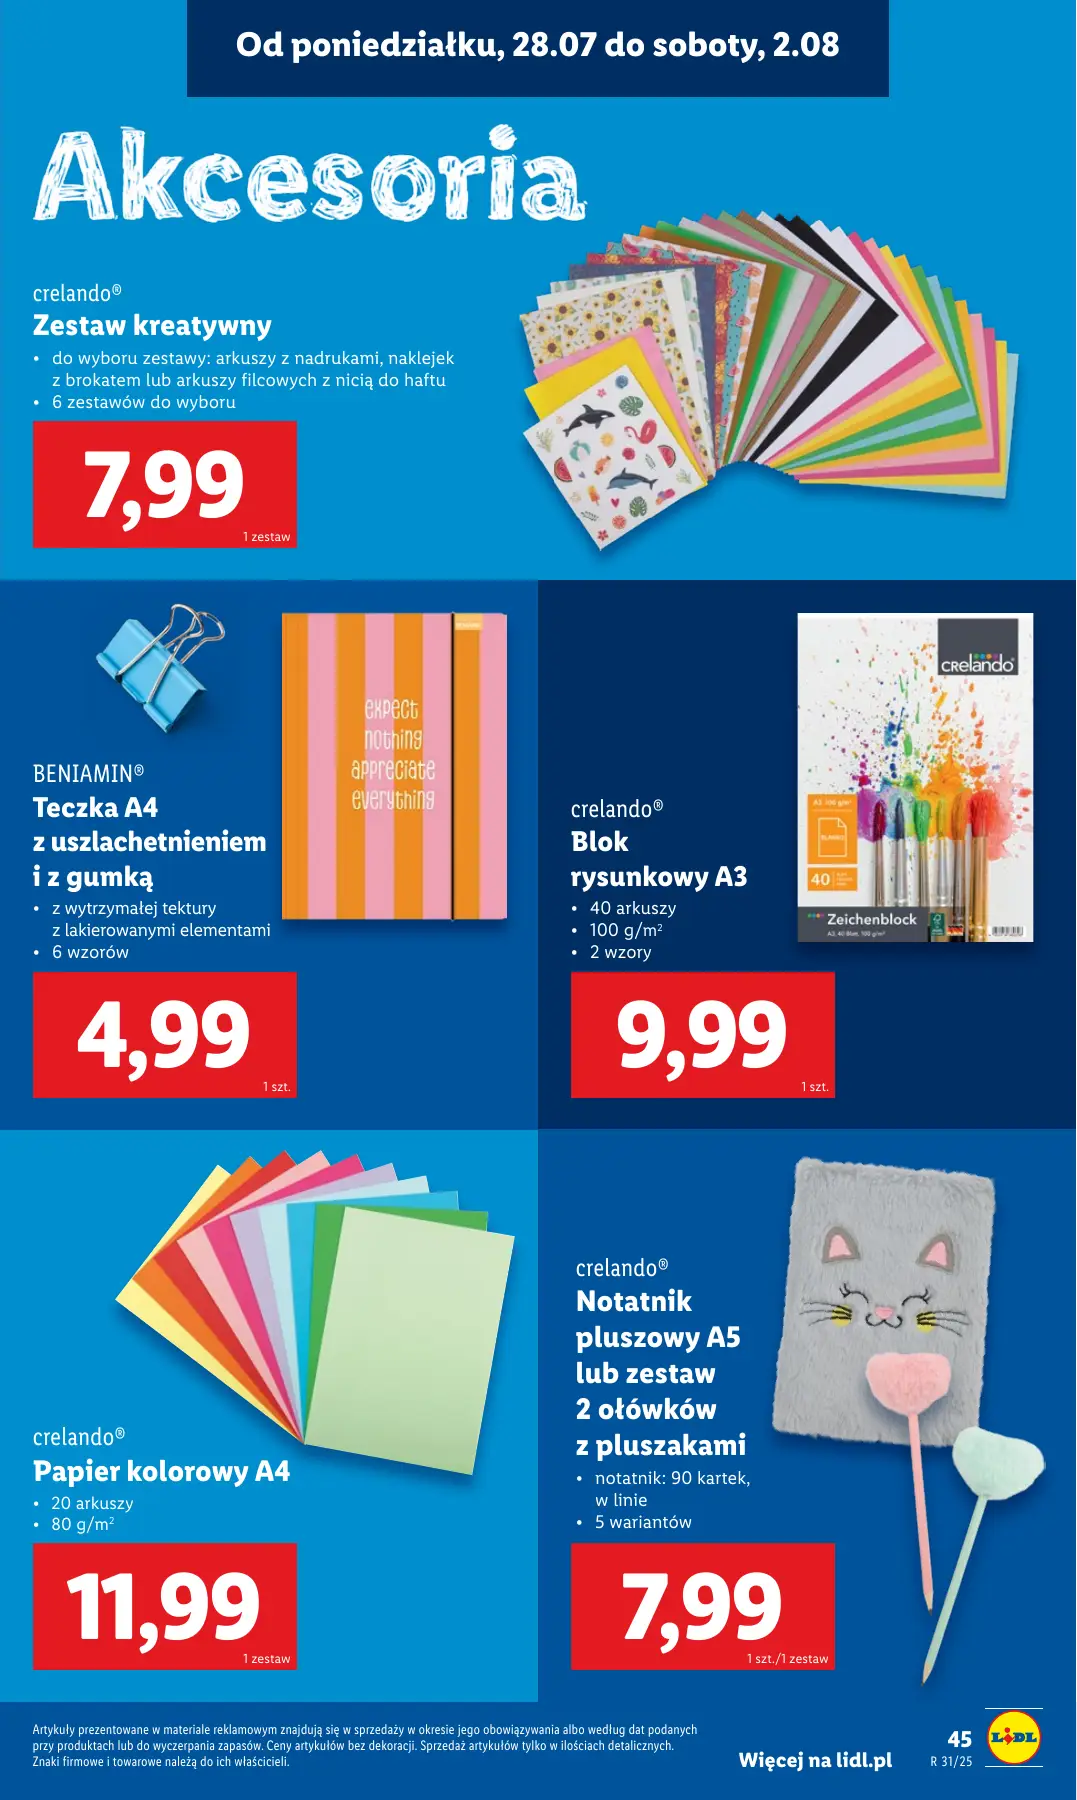 Od poniedziałku, 28.07 do soboty, 2.08
Akcesoria
crelando®
Zestaw kreatywny
• do wyboru zestawy: arkuszy z nadrukami, naklejek
z brokatem lub arkuszy filcowych z nicią do haftu
• 6 zestawów do wyboru
7,99
1 zestaw
BENIAMIN®
Teczka A4
z uszlachetnieniem
i z gumką
• z wytrzymałej tektury
z lakierowanymi elementami
• 6 wzorów
4,99
1 szt.
expect
nothing
appreciate
everything
crelando®
Blok
rysunkowy A3
• 40 arkuszy
• 100 g/m²
• 2 wzory
9,99
1 szt.
crelando®
A3, 100 g/m²
40
Zeichenblock
A3, 40 Blatt, 100 g/m²
crelando®
Papier kolorowy A4
• 20 arkuszy
• 80 g/m²
11,99
1 zestaw
crelando®
Notatnik
pluszowy A5
lub zestaw
2 ołówków
z pluszakami
• notatnik: 90 kartek,
w linie
• 5 wariantów
7,99
1 szt./1 zestaw
Artykuły prezentowane w materiale reklamowym znajdują się w sprzedaży w okresie jego obowiązywania albo według dat podanych
przy produktach lub do wyczerpania zapasów. Ceny artykułów bez dekoracji. Sprzedaż artykułów tylko w ilościach detalicznych.
Znaki firmowe i towarowe należą do ich właścicieli.
Więcej na lidl.pl
45
R 31/25
LIDL